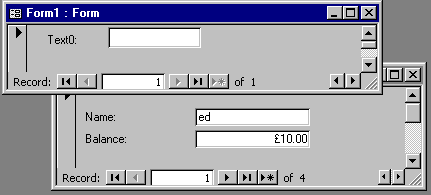 Form1 : Form
Text0:
Record: 1 of 1
Name: ed
Balance: £10.00
Record: 1 of 4